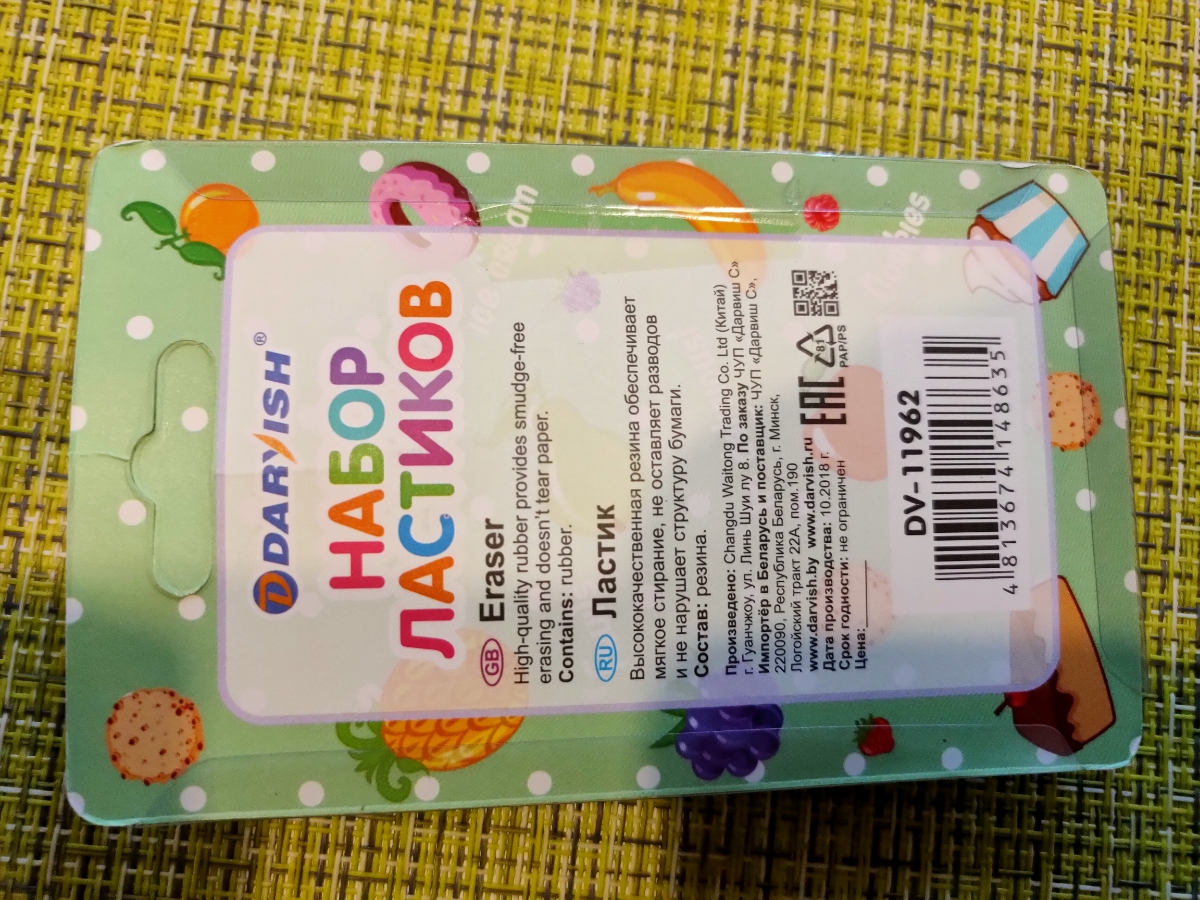 DARVISH®
НАБОР
ЛАСТИКОВ
GB Eraser
High-quality rubber provides smudge-free
erasing and doesn't tear paper.
Contains: rubber.
RU Ластик
Высококачественная резина обеспечивает
мягкое стирание, не оставляет разводов
и не нарушает структуру бумаги.
Состав: резина.
Произведено: Changdu Waitong Trading Co. Ltd (Китай)
г. Гуанчжоу, ул. Линь Шуи лу 8. По заказу ЧУП «Дарвиш С»
Импортёр в Беларусь и поставщик: ЧУП «Дарвиш С»,
220090, Республика Беларусь, г. Минск,
Логойский тракт 22А, пом.190
www.darvish.by www.darvish.ru
Дата производства: 10.2018 г.
Срок годности: не ограничен
Цена:
EAC
81
PAP/PS
DV-11962
4813674148635